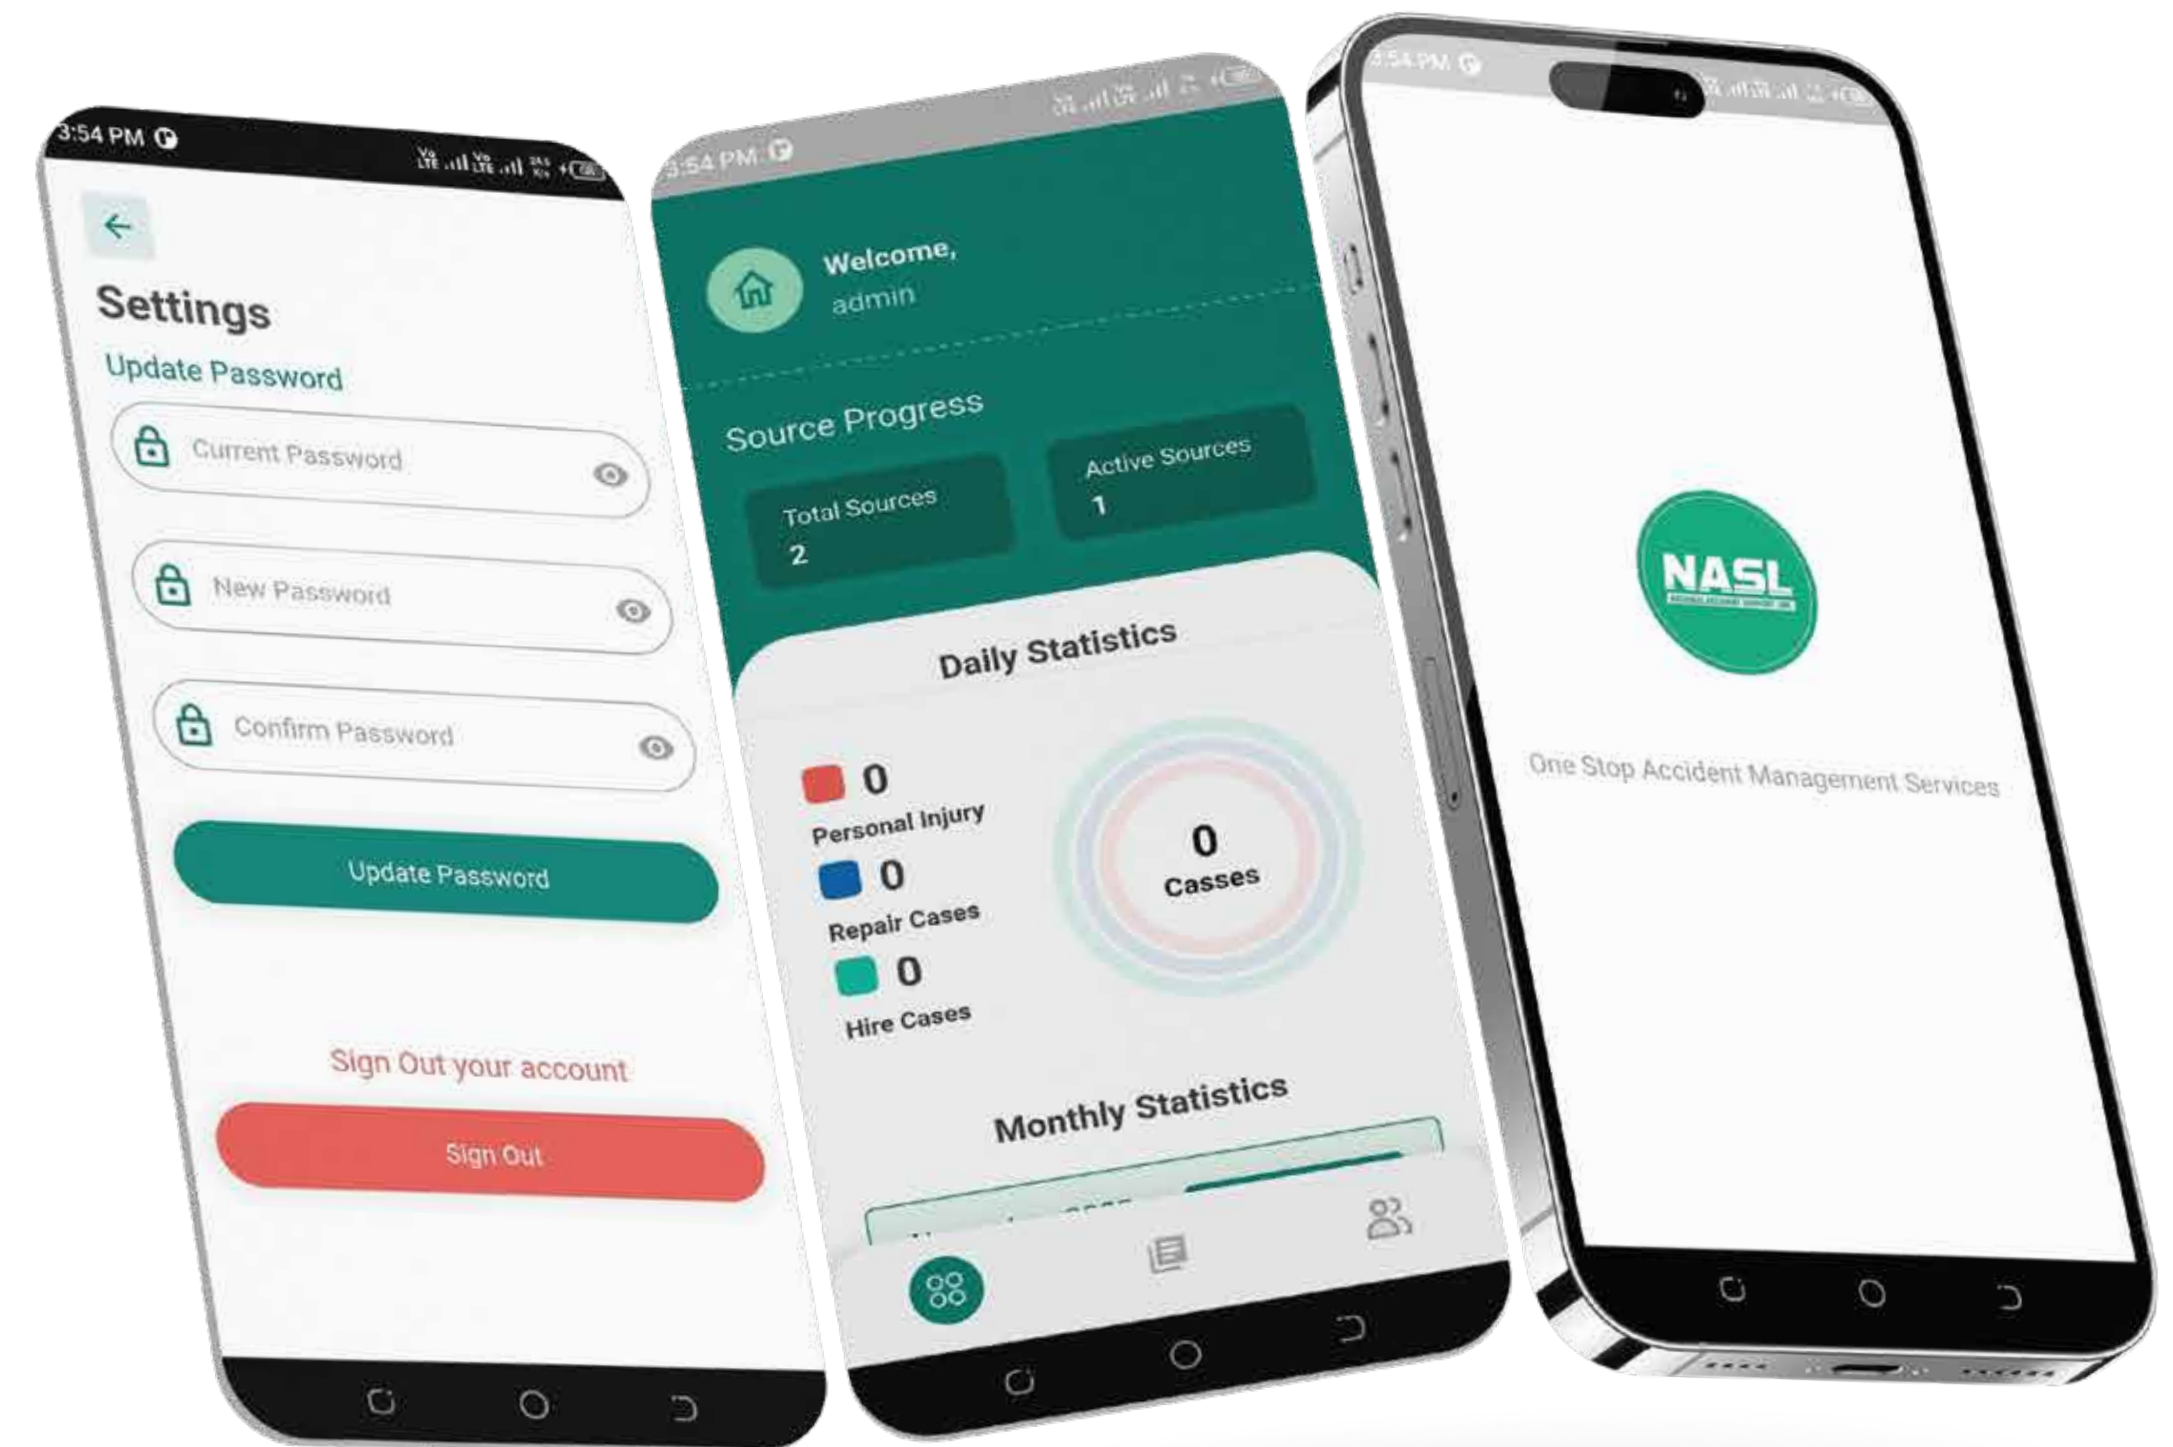 3:54 PM
Settings
Update Password
Current Password
New Password
Confirm Password
Update Password
Sign Out your account
Sign Out
3:54 PM
Welcome,
admin
Source Progress
Total Sources
2
Active Sources
1
Daily Statistics
0
Personal Injury
0
Repair Cases
0
Hire Cases
0
Casses
Monthly Statistics
3:54 PM
NASL
One Stop Accident Management Services